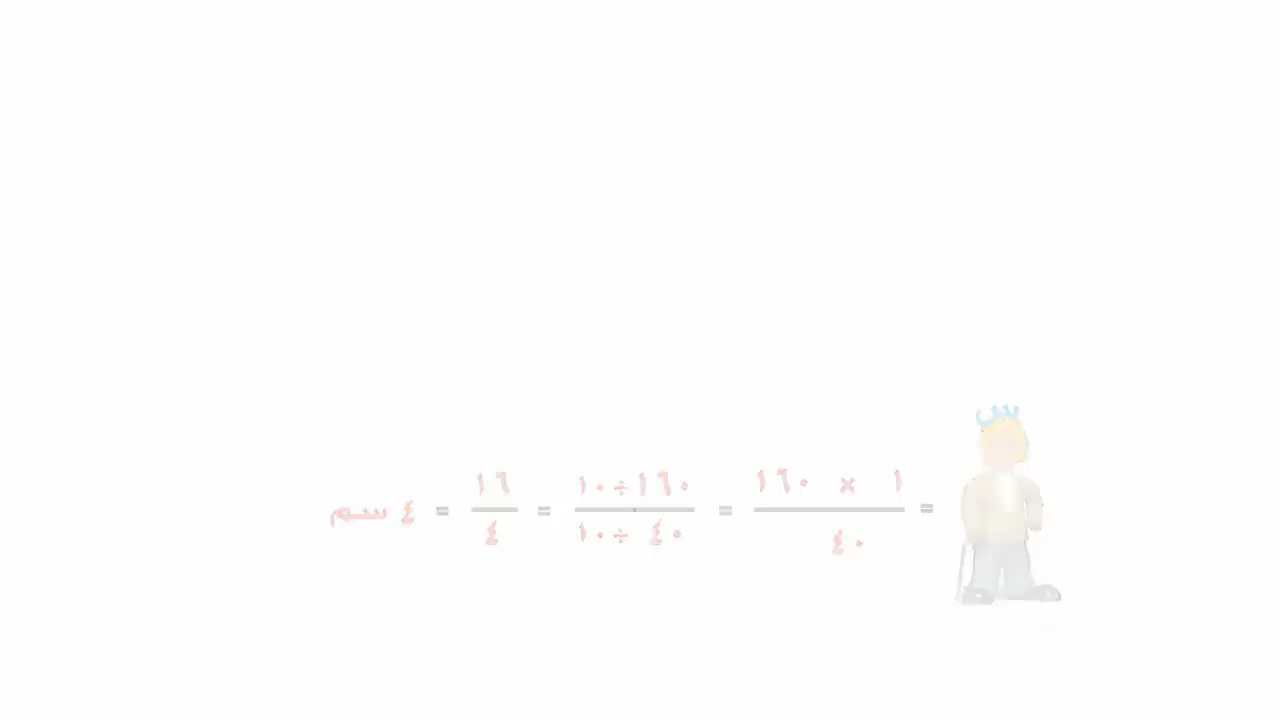 = ١ × ١٦٠ / ٤٠ = ١٦٠ ÷ ١٠ / ٤٠ ÷ ١٠ = ١٦ / ٤ = ٤ سم